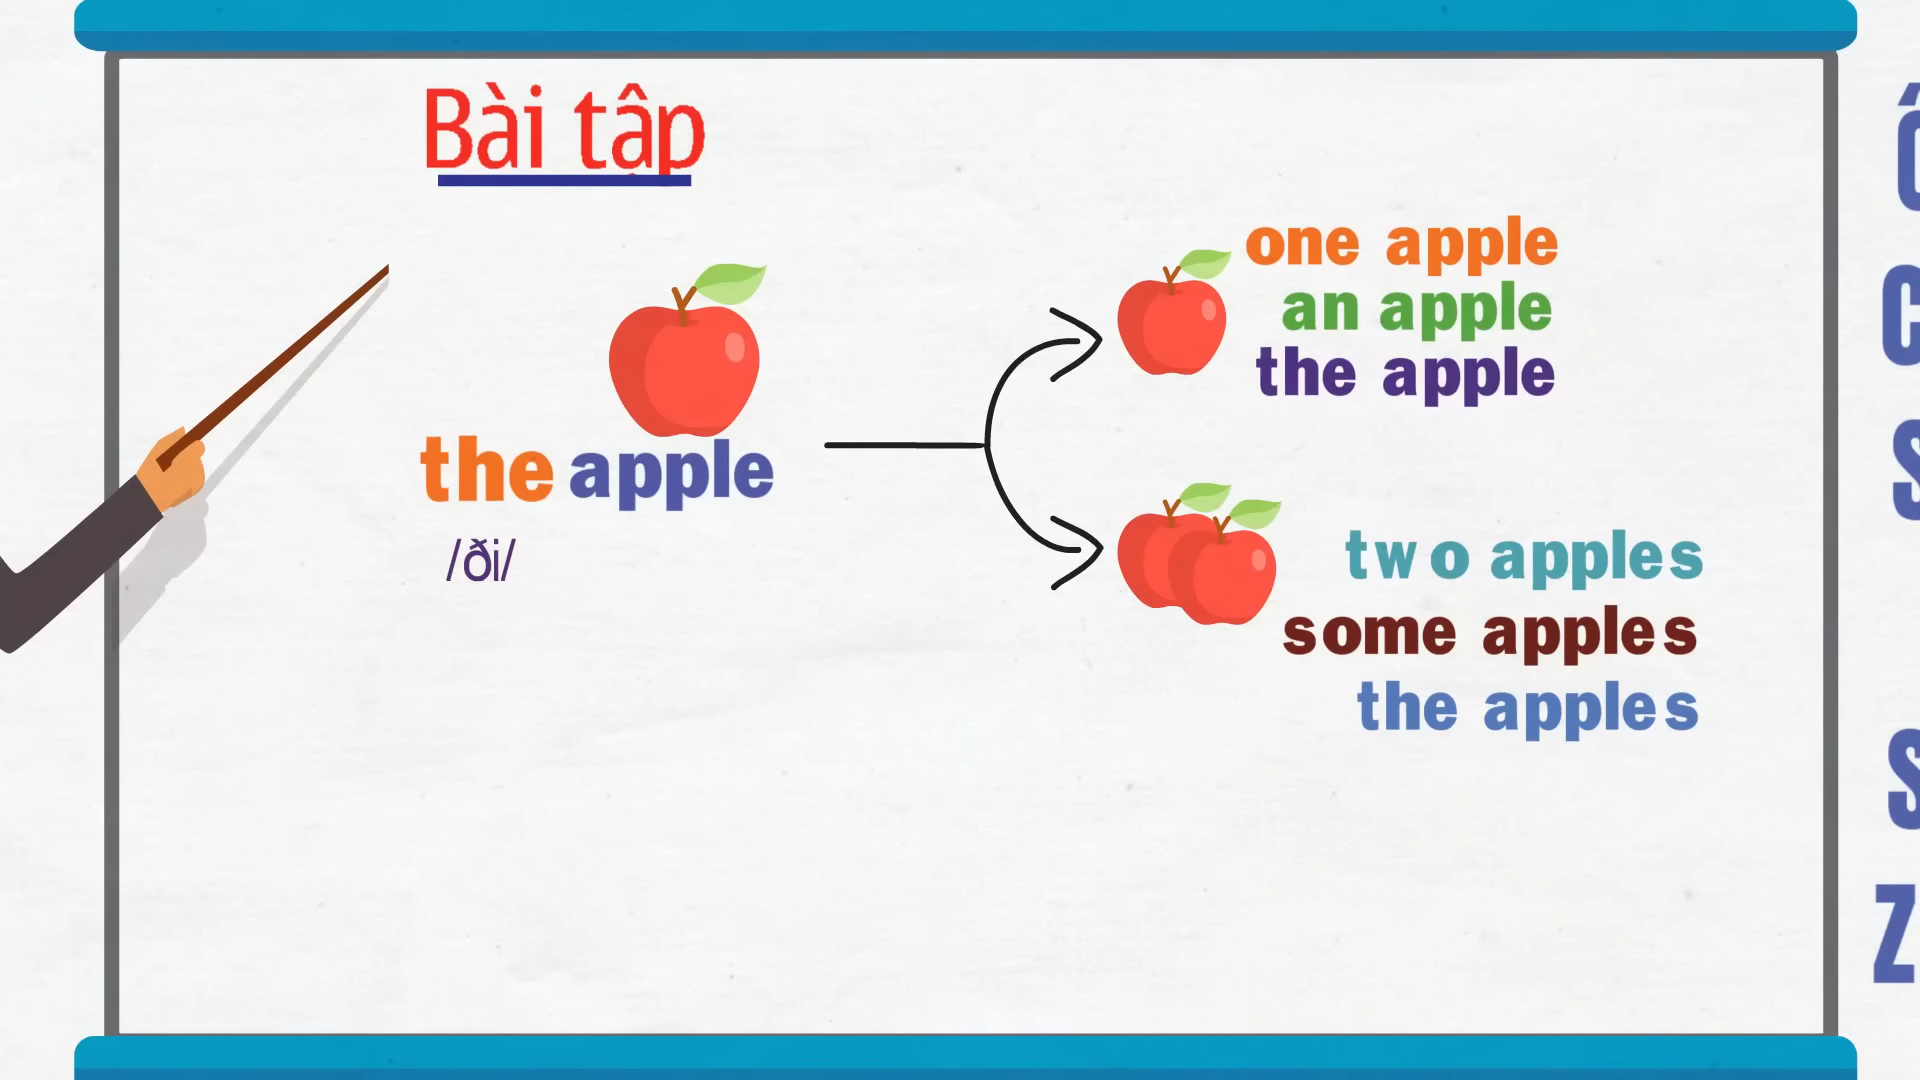 Bài tập
the apple
/ði/
one apple
an apple
the apple
two apples
some apples
the apples